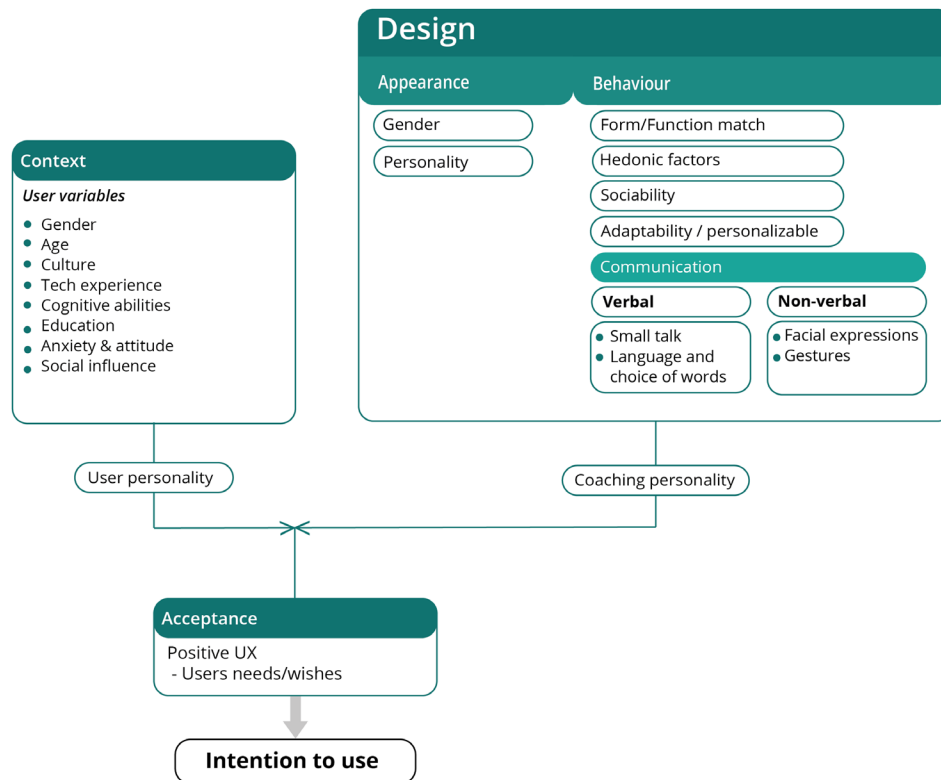 Design
Appearance
Behaviour
Gender
Personality
Form/Function match
Hedonic factors
Sociability
Adaptability / personalizable
Communication
Verbal
Non-verbal
Small talk
Language and
choice of words
Facial expressions
Gestures
Context
User variables
Gender
Age
Culture
Tech experience
Cognitive abilities
Education
Anxiety & attitude
Social influence
User personality
Coaching personality
Acceptance
Positive UX
- Users needs/wishes
Intention to use